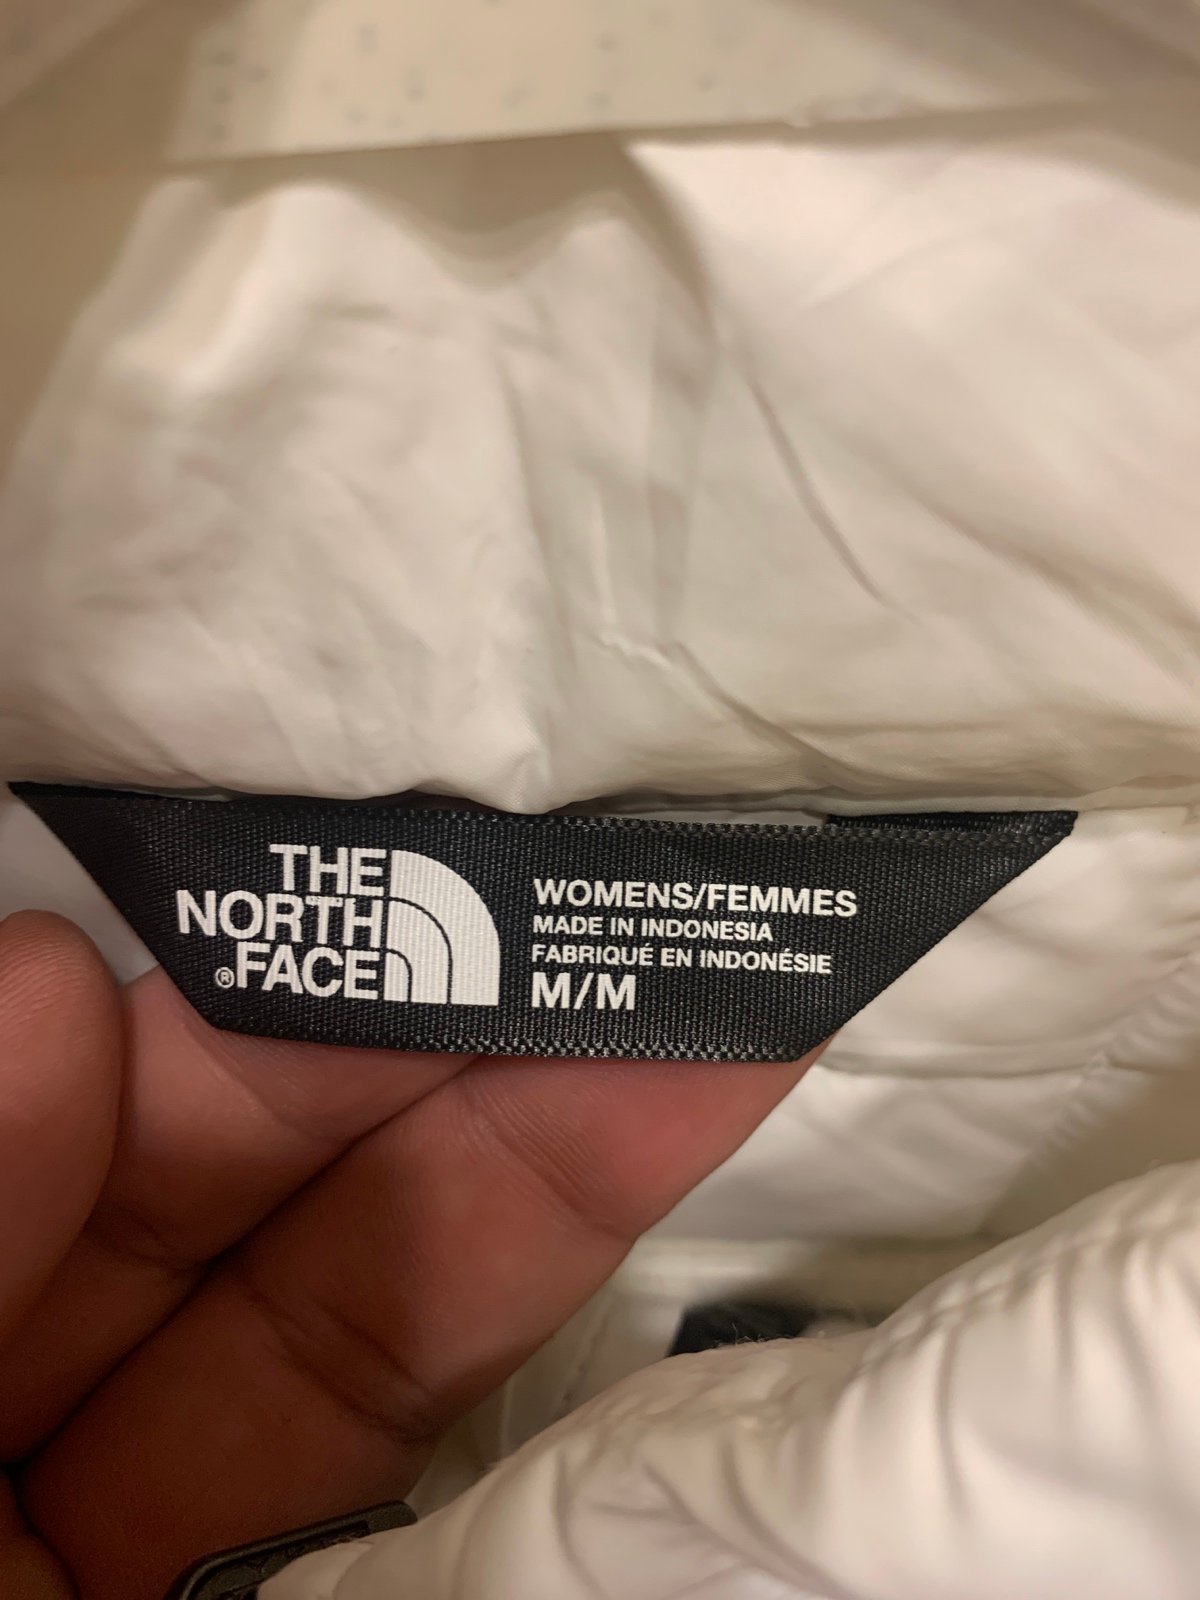 THE
NORTH
®FACE
WOMENS/FEMMES
MADE IN INDONESIA
FABRIQUÉ EN INDONÉSIE
M/M